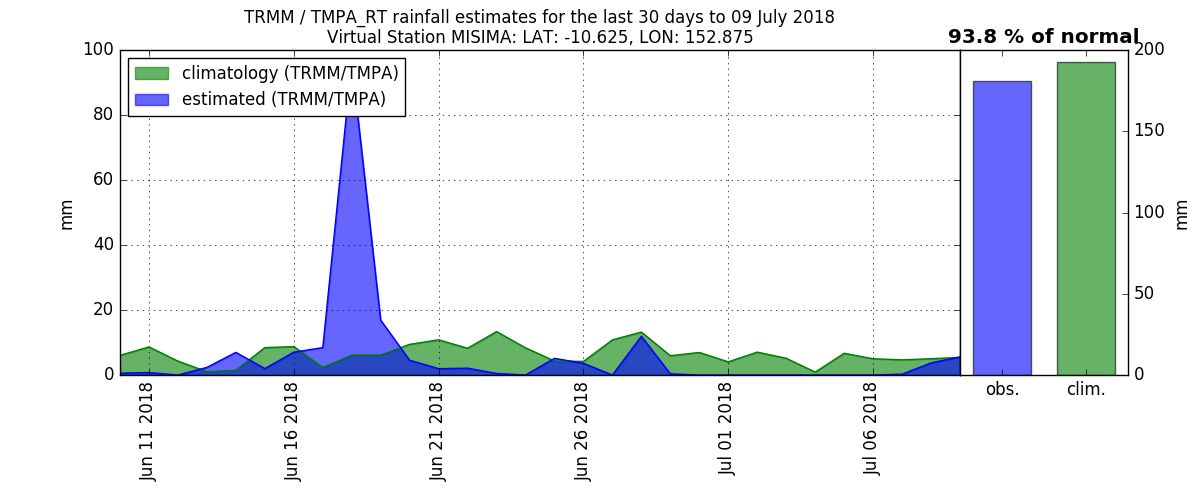 TRMM / TMPA_RT rainfall estimates for the last 30 days to 09 July 2018
Virtual Station MISIMA: LAT: -10.625, LON: 152.875
93.8 % of normal
climatology (TRMM/TMPA)
estimated (TRMM/TMPA)
100
80
60
40
20
0
mm
Jun 11 2018
Jun 16 2018
Jun 21 2018
Jun 26 2018
Jul 01 2018
Jul 06 2018
200
150
100
50
0
mm
obs.
clim.